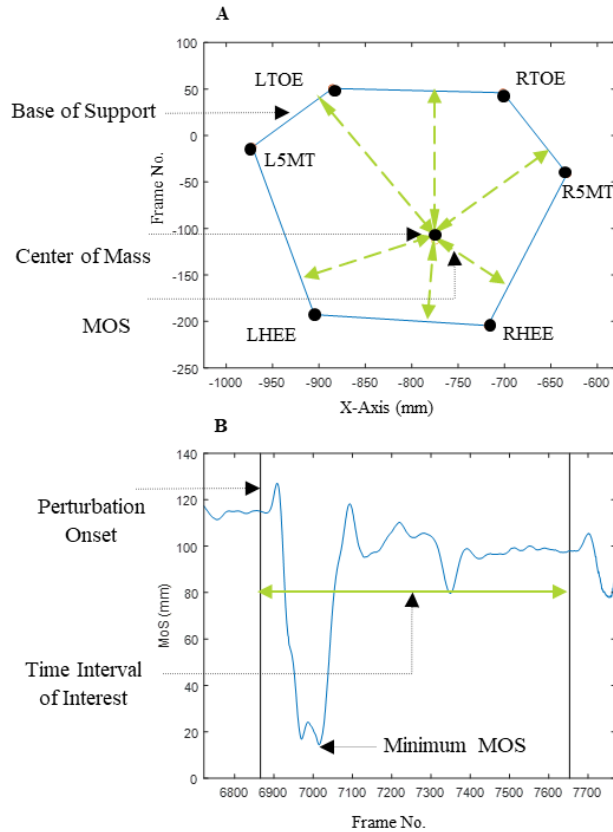 A
100
50
0
-50
-100
-150
-200
-250
Frame No.
-1000 -950 -900 -850 -800 -750 -700 -650 -600
X-Axis (mm)
LTOE
RTOE
Base of Support
L5MT
R5MT
Center of Mass
MOS
LHEE
RHEE
B
140
120
100
80
60
40
20
0
MoS (mm)
Perturbation
Onset
Time Interval
of Interest
Minimum MOS
6800 6900 7000 7100 7200 7300 7400 7500 7600 7700
Frame No.